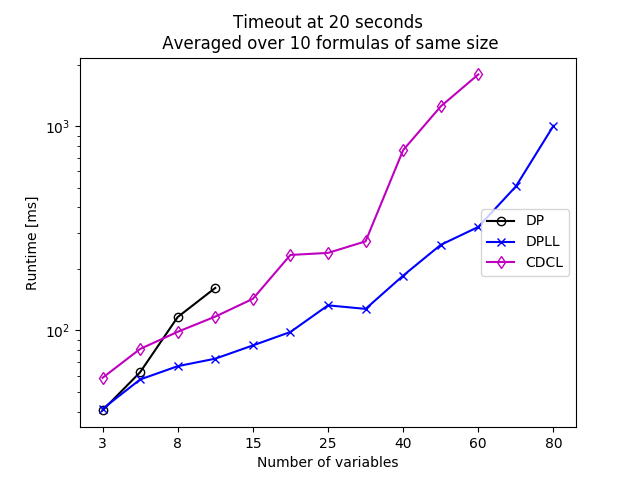 Timeout at 20 seconds
Averaged over 10 formulas of same size
Runtime [ms]
10³
10²
DP
DPLL
CDCL
3 8 15 25 40 60 80
Number of variables